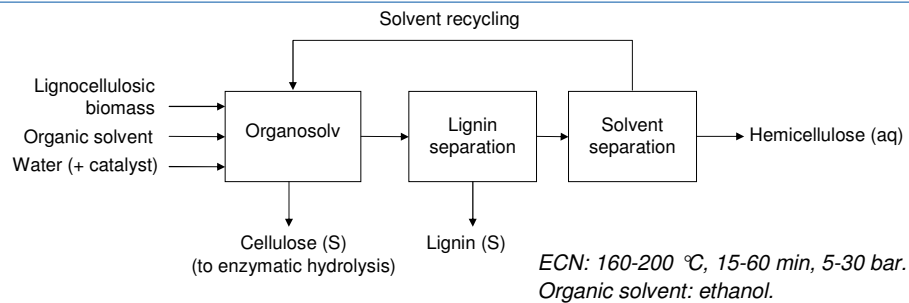 Solvent recycling
Lignocellulosic
biomass
Organic solvent
Water (+ catalyst)
Organosolv
Lignin
separation
Solvent
separation
Hemicellulose (aq)
Cellulose (S)
(to enzymatic hydrolysis)
Lignin (S)
ECN: 160-200 °C, 15-60 min, 5-30 bar.
Organic solvent: ethanol.